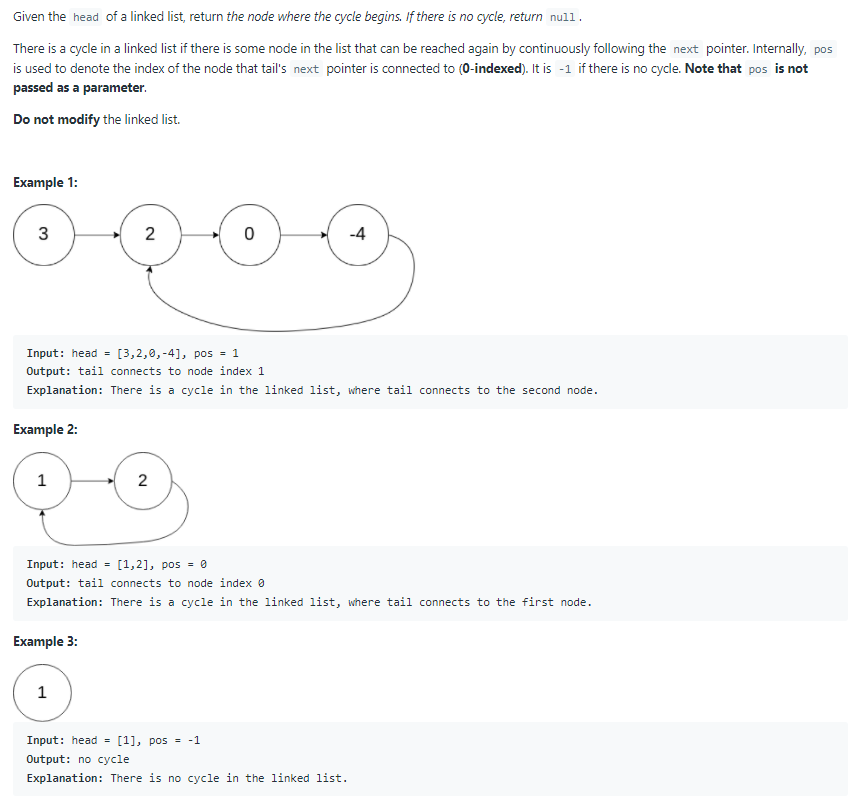 Given the head of a linked list, return the node where the cycle begins. If there is no cycle, return null.
There is a cycle in a linked list if there is some node in the list that can be reached again by continuously following the next pointer. Internally, pos
is used to denote the index of the node that tail's next pointer is connected to (0-indexed). It is -1 if there is no cycle. Note that pos is not
passed as a parameter.
Do not modify the linked list.
Example 1:
3 2 0 -4
Input: head = [3,2,0,-4], pos = 1
Output: tail connects to node index 1
Explanation: There is a cycle in the linked list, where tail connects to the second node.
Example 2:
1 2
Input: head = [1,2], pos = 0
Output: tail connects to node index 0
Explanation: There is a cycle in the linked list, where tail connects to the first node.
Example 3:
1
Input: head = [1], pos = -1
Output: no cycle
Explanation: There is no cycle in the linked list.